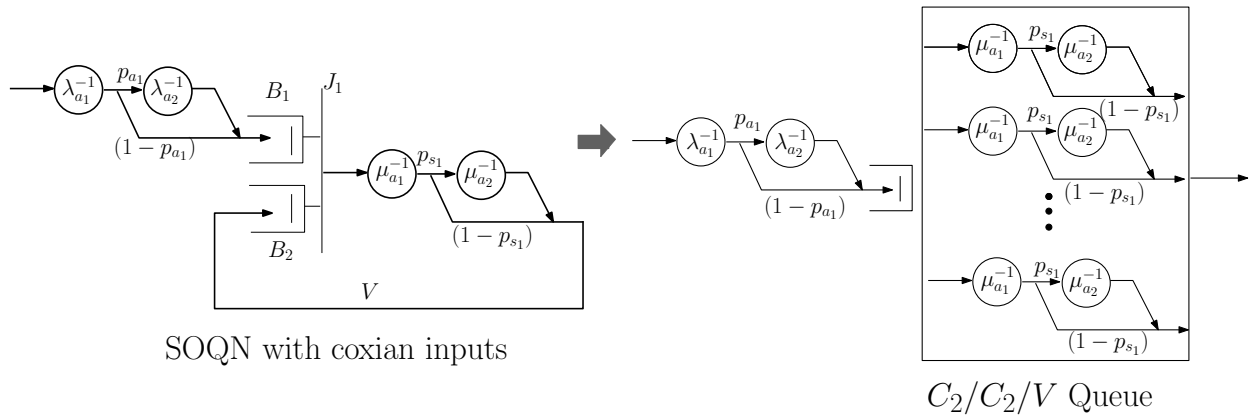 λ_{a_1}^{-1} p_{a_1} λ_{a_2}^{-1}
(1 − p_{a_1})
B_1
J_1
B_2
μ_{a_1}^{-1} p_{s_1} μ_{a_2}^{-1}
(1 − p_{s_1})
V
SOQN with coxian inputs
λ_{a_1}^{-1} p_{a_1} λ_{a_2}^{-1}
(1 − p_{a_1})
μ_{a_1}^{-1} p_{s_1} μ_{a_2}^{-1}
(1 − p_{s_1})
μ_{a_1}^{-1} p_{s_1} μ_{a_2}^{-1}
(1 − p_{s_1})
μ_{a_1}^{-1} p_{s_1} μ_{a_2}^{-1}
(1 − p_{s_1})
C_2/C_2/V Queue